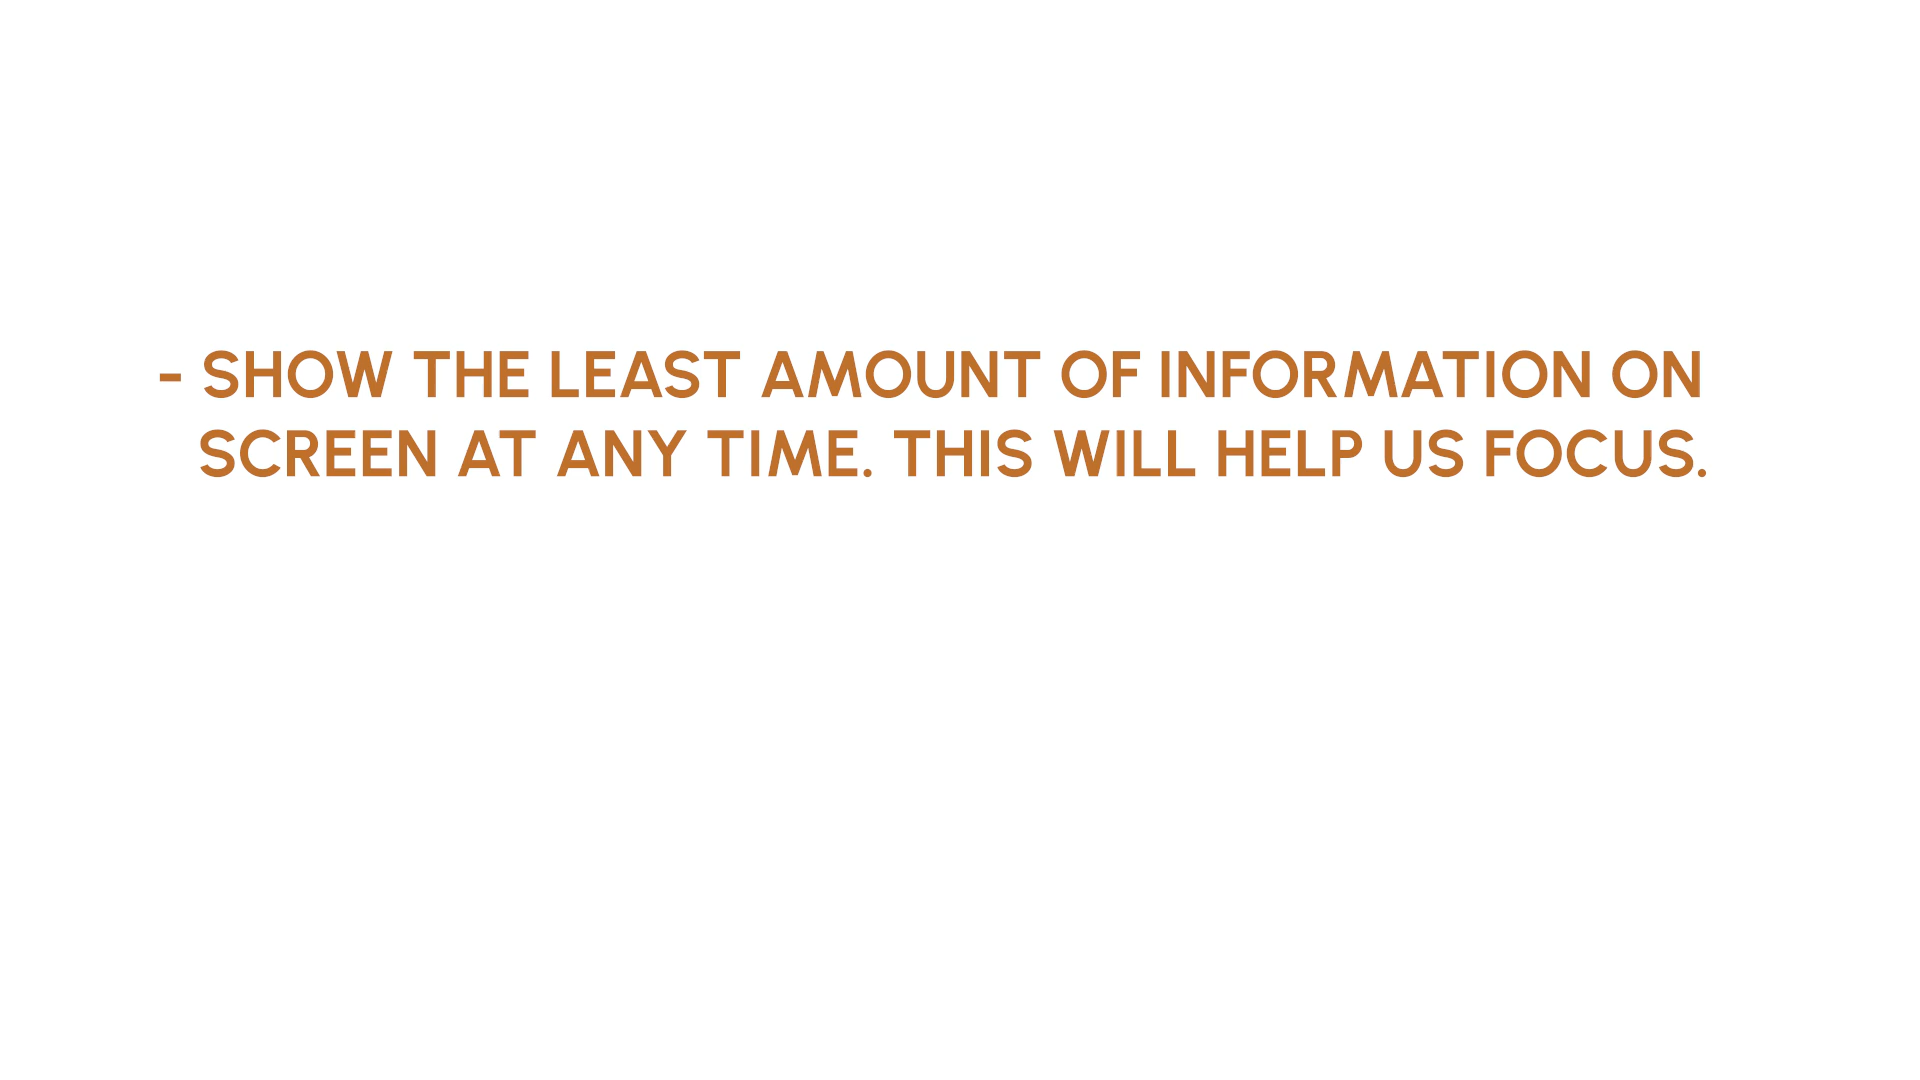 - SHOW THE LEAST AMOUNT OF INFORMATION ON
SCREEN AT ANY TIME. THIS WILL HELP US FOCUS.